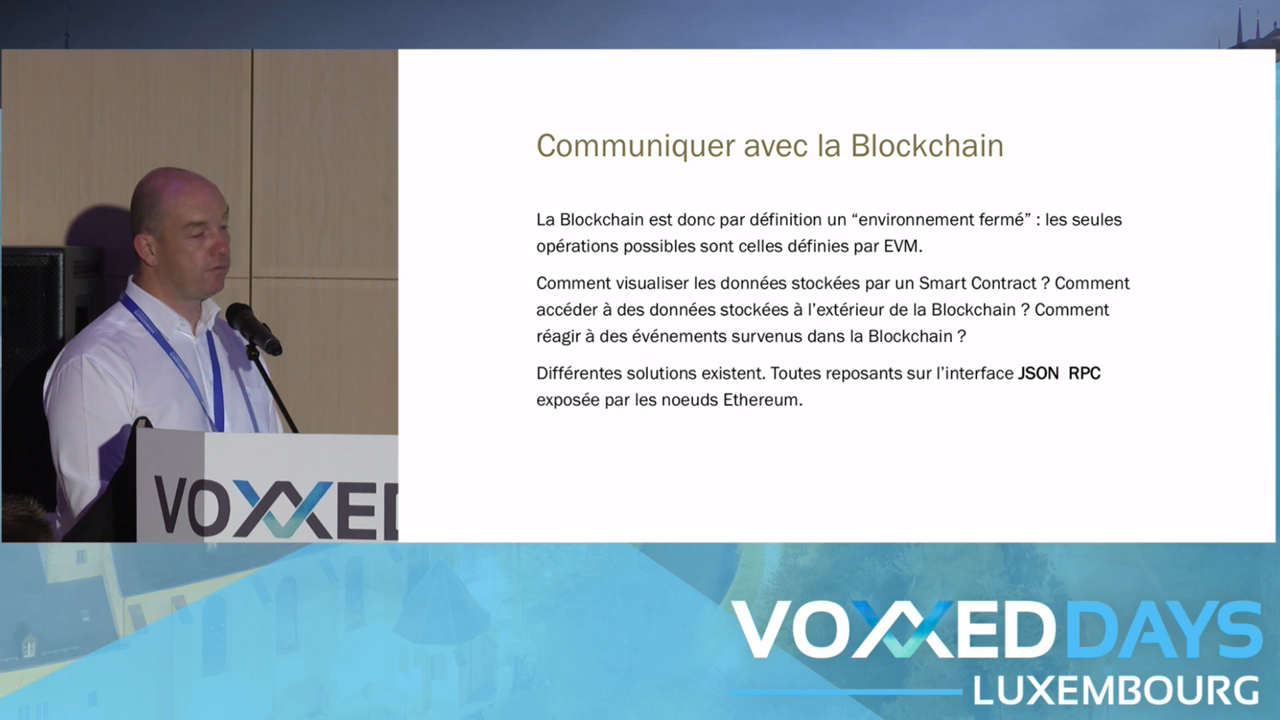 Communiquer avec la Blockchain
La Blockchain est donc par définition un “environnement fermé” : les seules
opérations possibles sont celles définies par EVM.
Comment visualiser les données stockées par un Smart Contract ? Comment
accéder à des données stockées à l’extérieur de la Blockchain ? Comment
réagir à des événements survenus dans la Blockchain ?
Différentes solutions existent. Toutes reposants sur l’interface JSON RPC
exposée par les noeuds Ethereum.
VOXXED
VOXXED DAYS
LUXEMBOURG